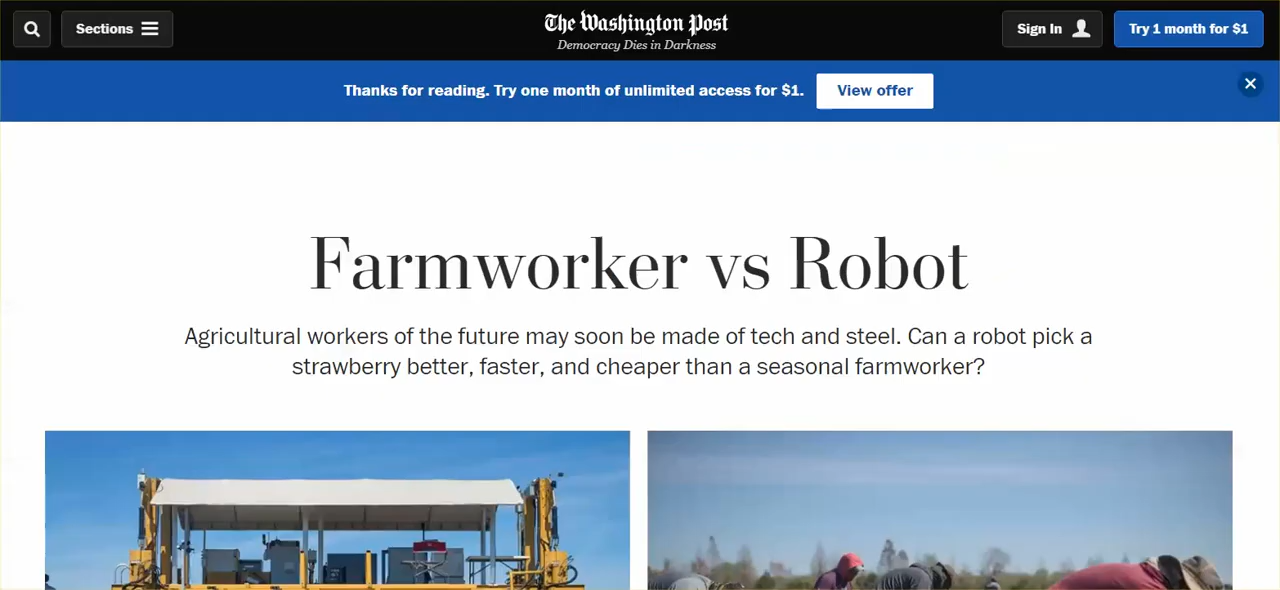 Sections
The Washington Post
Democracy Dies in Darkness
Sign In
Try 1 month for $1
Thanks for reading. Try one month of unlimited access for $1.
View offer
Farmworker vs Robot
Agricultural workers of the future may soon be made of tech and steel. Can a robot pick a
strawberry better, faster, and cheaper than a seasonal farmworker?